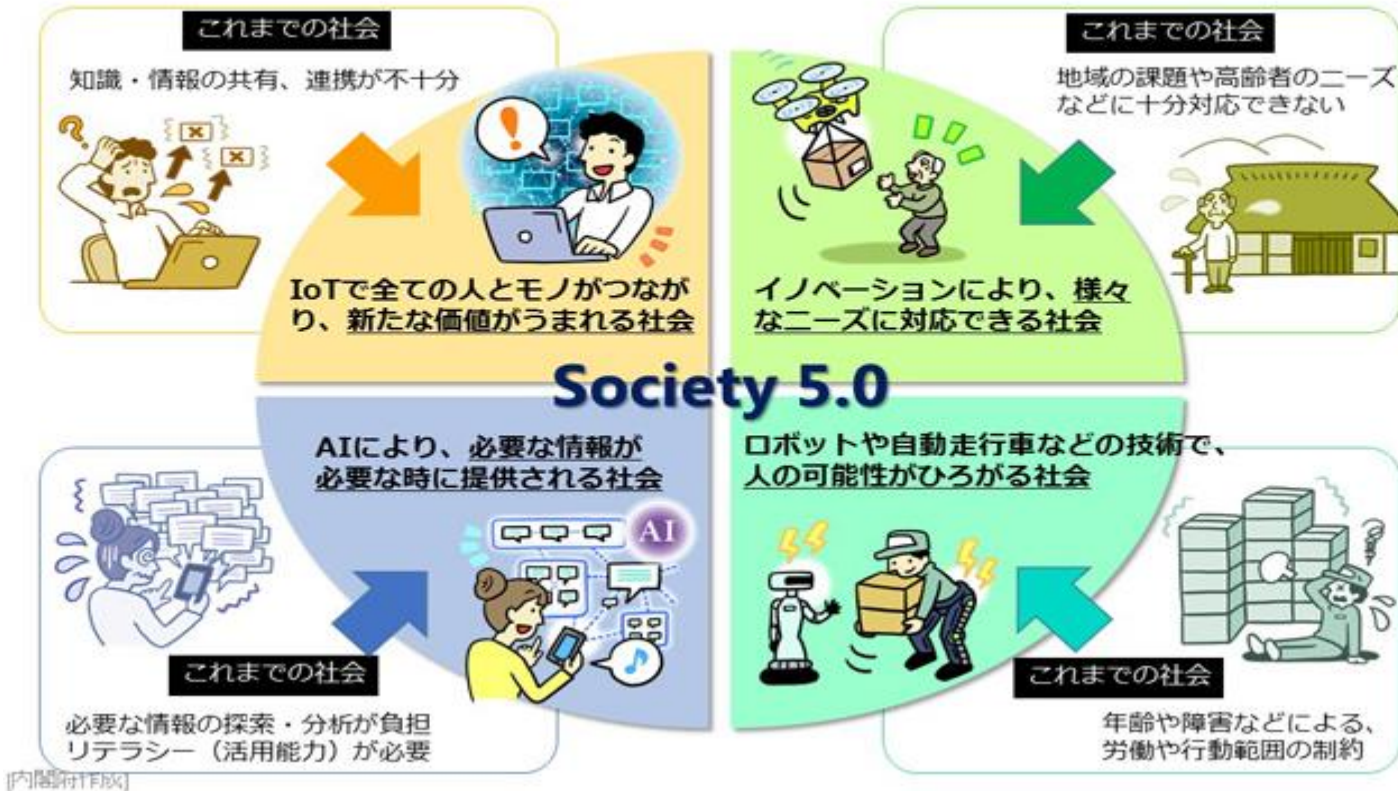 これまでの社会
知識・情報の共有、連携が不十分
?
!
IoTで全ての人とモノがつなが
り、新たな価値がうまれる社会
これまでの社会
地域の課題や高齢者のニーズ
などに十分対応できない
イノベーションにより、様々
なニーズに対応できる社会
Society 5.0
AIにより、必要な情報が
必要な時に提供される社会
AI
これまでの社会
必要な情報の探索・分析が負担
リテラシー（活用能力）が必要
ロボットや自動走行車などの技術で、
人の可能性がひろがる社会
これまでの社会
年齢や障害などによる、
労働や行動範囲の制約
[内閣府作成]